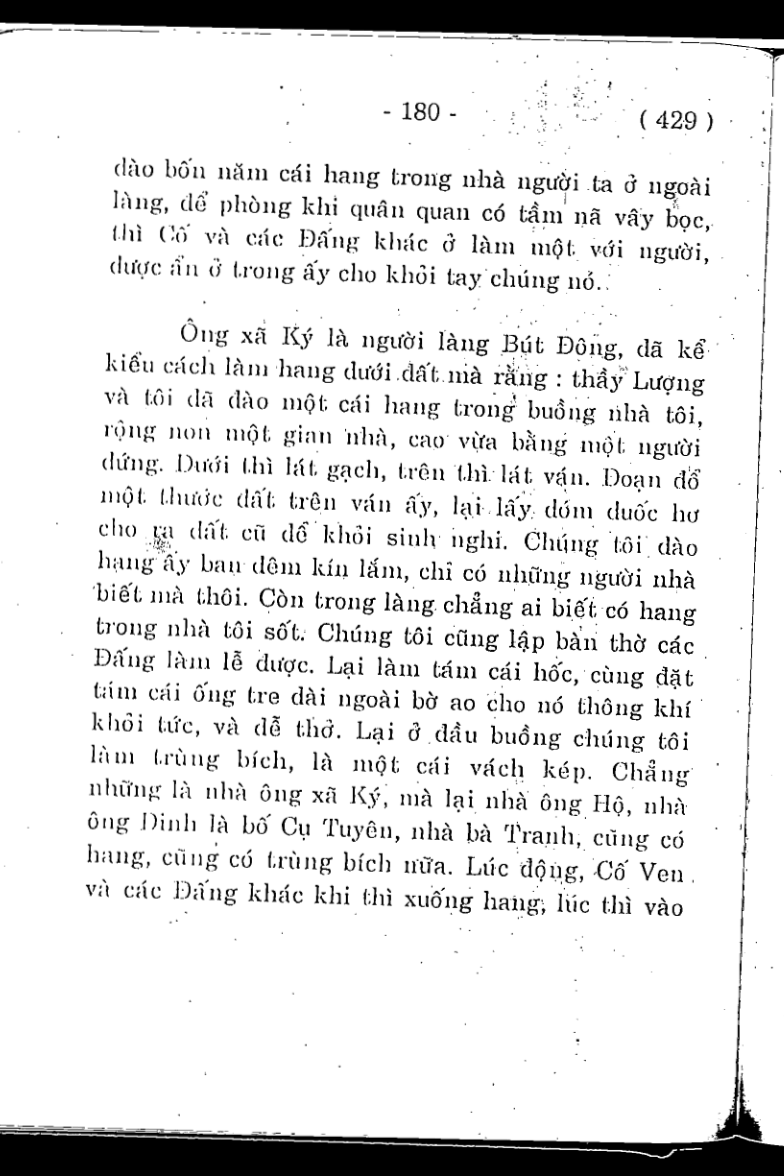 - 180 -
( 429 )
dào bốn năm cái hang trong nhà người ta ở ngoài
làng, dể phòng khi quân quan có tầm nã vây bọc,
thì Cố và các Đấng khác ở làm một với người,
dược ẩn ở trong ấy cho khỏi tay chúng nó.
Ông xã Ký là người làng Bút Đông, dã kể
kiểu cách làm hang dưới dất mà rằng : thầy Lượng
và tôi dã dào một cái hang trong buồng nhà tôi,
rộng non một gian nhà, cao vừa bằng một người
dứng. Dưới thì lát gạch, trên thì lát ván. Đoạn đổ
một thước dất trên ván ấy, lại lấy dóm duốc hơ
cho ra dất cũ dể khỏi sinh nghi. Chúng tôi dào
hang ấy ban dêm kín lắm, chỉ có những người nhà
biết mà thôi. Còn trong làng chẳng ai biết có hang
trong nhà tôi sốt. Chúng tôi cũng lập bàn thờ các
Đấng làm lễ dược. Lại làm tám cái hốc, cùng đặt
tám cái ống tre dài ngoài bờ ao cho nó thông khí
khỏi tức, và dễ thở. Lại ở dầu buồng chúng tôi
làm trùng bích, là một cái vách kép. Chẳng
những là nhà ông xã Ký, mà lại nhà ông Hộ, nhà
ông Dinh là bố Cụ Tuyên, nhà bà Tranh, cũng có
hang, cũng có trùng bích nữa. Lúc động, Cố Ven
và các Đấng khác khi thì xuống hang, lúc thì vào